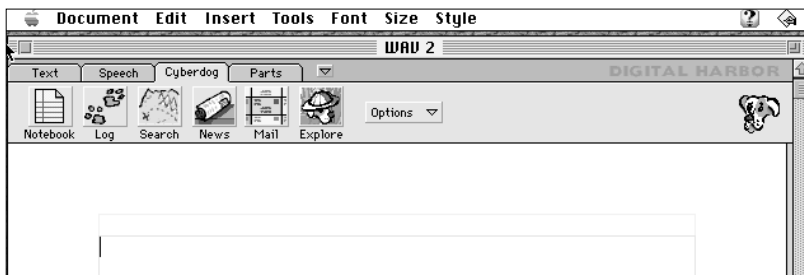 Document Edit Insert Tools Font Size Style
WAV 2
Text Speech Cyberdog Parts DIGITAL HARBOR
Notebook Log Search News Mail Explore Options